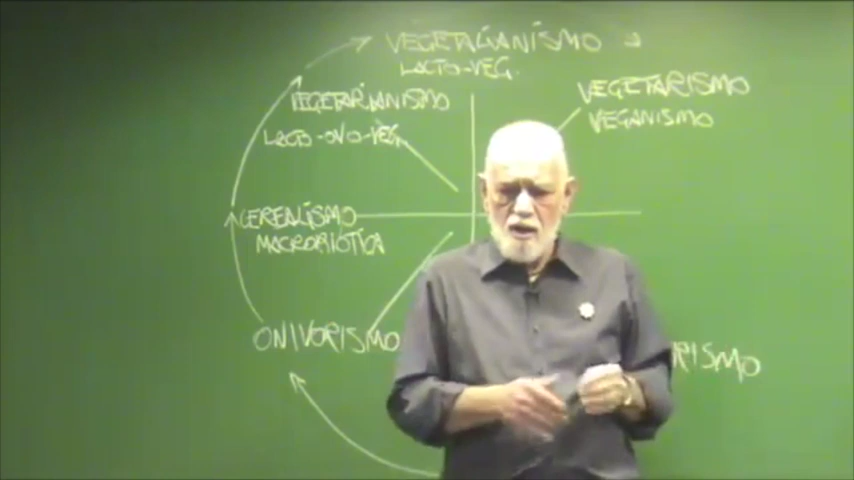 VEGETALIANISMO
LACTO-VEG.
VEGETARIANISMO
LACTO-OVO-VEG.
VEGETARISMO
VEGANISMO
CEREALISMO
MACROBIÓTICA
ONIVORISMO
RISMO